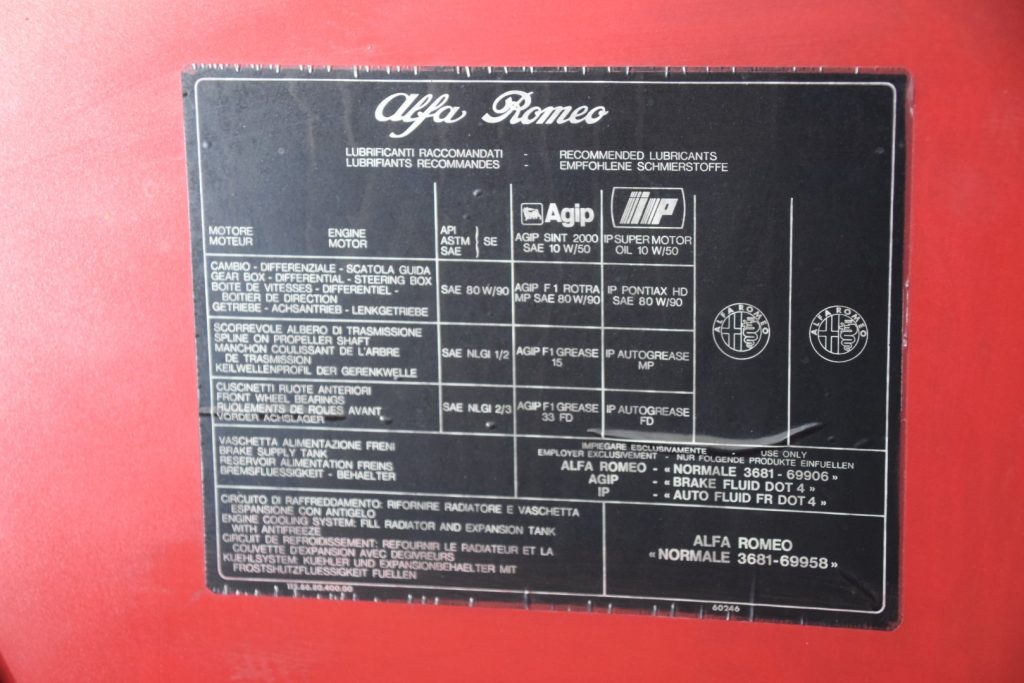 Alfa Romeo
LUBRIFICANTI RACCOMANDATI - RECOMMENDED LUBRICANTS
LUBRIFIANTS RECOMMANDES - EMPFOHLENE SCHMIERSTOFFE
Agip
IP
MOTORE ENGINE
MOTEUR MOTOR
API
ASTM SE
SAE
AGIP SINT 2000
SAE 10 W/50
IP SUPER MOTOR
OIL 10 W/50
CAMBIO - DIFFERENZIALE - SCATOLA GUIDA
GEAR BOX - DIFFERENTIAL - STEERING BOX
BOITE DE VITESSES - DIFFERENTIEL -
BOITIER DE DIRECTION
GETRIEBE - ACHSANTRIEB - LENKGETRIEBE
SAE 80 W/90
AGIP F 1 ROTRA
MP SAE 80 W/90
IP PONTIAX HD
SAE 80 W/90
ALFA ROMEO
ALFA ROMEO
SCORREVOLE ALBERO DI TRASMISSIONE
SPLINE ON PROPELLER SHAFT
MANCHON COULISSANT DE L'ARBRE
DE TRASMISSION
KEILWELLENPROFIL DER GERENKWELLE
SAE NLGI 1/2
AGIP F1 GREASE
15
IP AUTOGREASE
MP
CUSCINETTI RUOTE ANTERIORI
FRONT WHEEL BEARINGS
RUOLEMENTS DE ROUES AVANT
VORDER ACHSLAGER
SAE NLGI 2/3
AGIP F1 GREASE
33 FD
IP AUTOGREASE
FD
VASCHETTA ALIMENTAZIONE FRENI
BRAKE SUPPLY TANK
RESERVOIR ALIMENTATION FREINS
BREMSFLUESSIGKEIT - BEHAELTER
IMPIEGARE ESCLUSIVAMENTE - USE ONLY
EMPLOYER EXCLUSIVEMENT - NUR FOLGENDE PRODUKTE EINFUELLEN
ALFA ROMEO - « NORMALE 3681 - 69906 »
AGIP - « BRAKE FLUID DOT 4 »
IP - « AUTO FLUID FR DOT 4 »
CIRCUITO DI RAFFREDDAMENTO: RIFORNIRE RADIATORE E VASCHETTA
ESPANSIONE CON ANTIGELO
ENGINE COOLING SYSTEM: FILL RADIATOR AND EXPANSION TANK
WITH ANTIFREEZE
CIRCUIT DE REFROIDISSEMENT: REFOURNIR LE RADIATEUR ET LA
COUVETTE D'EXPANSION AVEC DEGIVREURS
KUEHLSYSTEM: KUEHLER UND EXPANSIONBEHAELTER MIT
FROSTSHUTZFLUESSIGKEIT FUELLEN
ALFA ROMEO
« NORMALE 3681-69958 »
113.66.80.400.00
60246